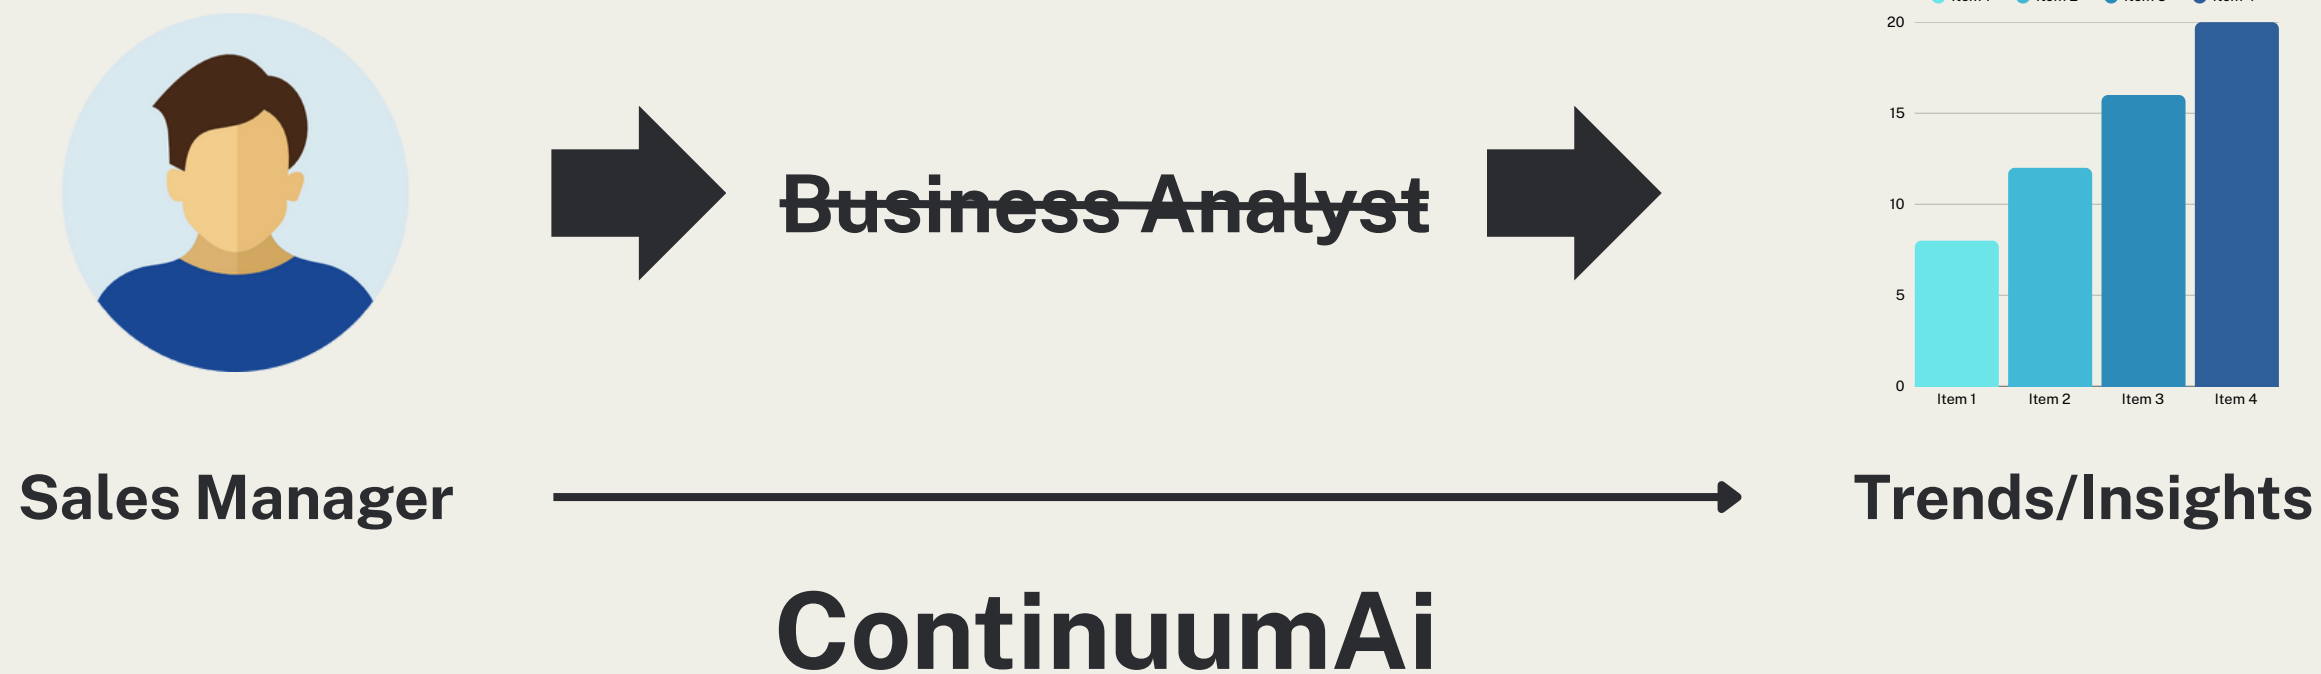 20
15
10
5
0
Item 1 Item 2 Item 3 Item 4
Business Analyst
Sales Manager
Trends/Insights
ContinuumAi